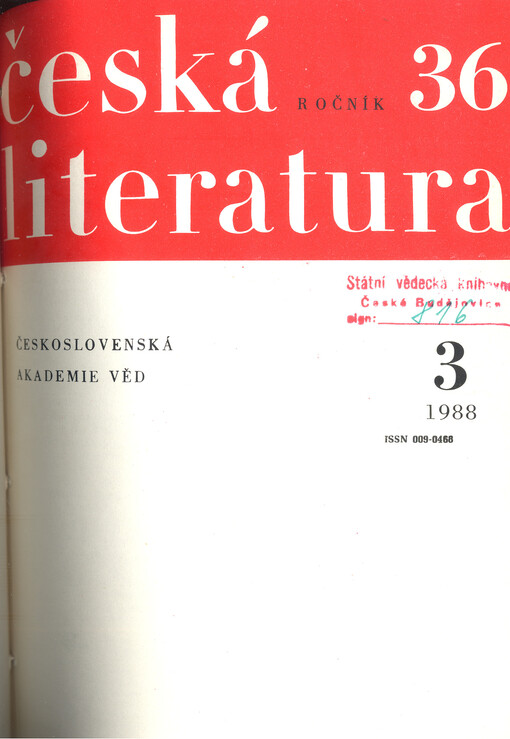 česká ROČNÍK 36
literatura
Státní vědecká knihovna
České Budějovice
sign: 816
ČESKOSLOVENSKÁ
AKADEMIE VĚD
3
1988
ISSN 009-0468